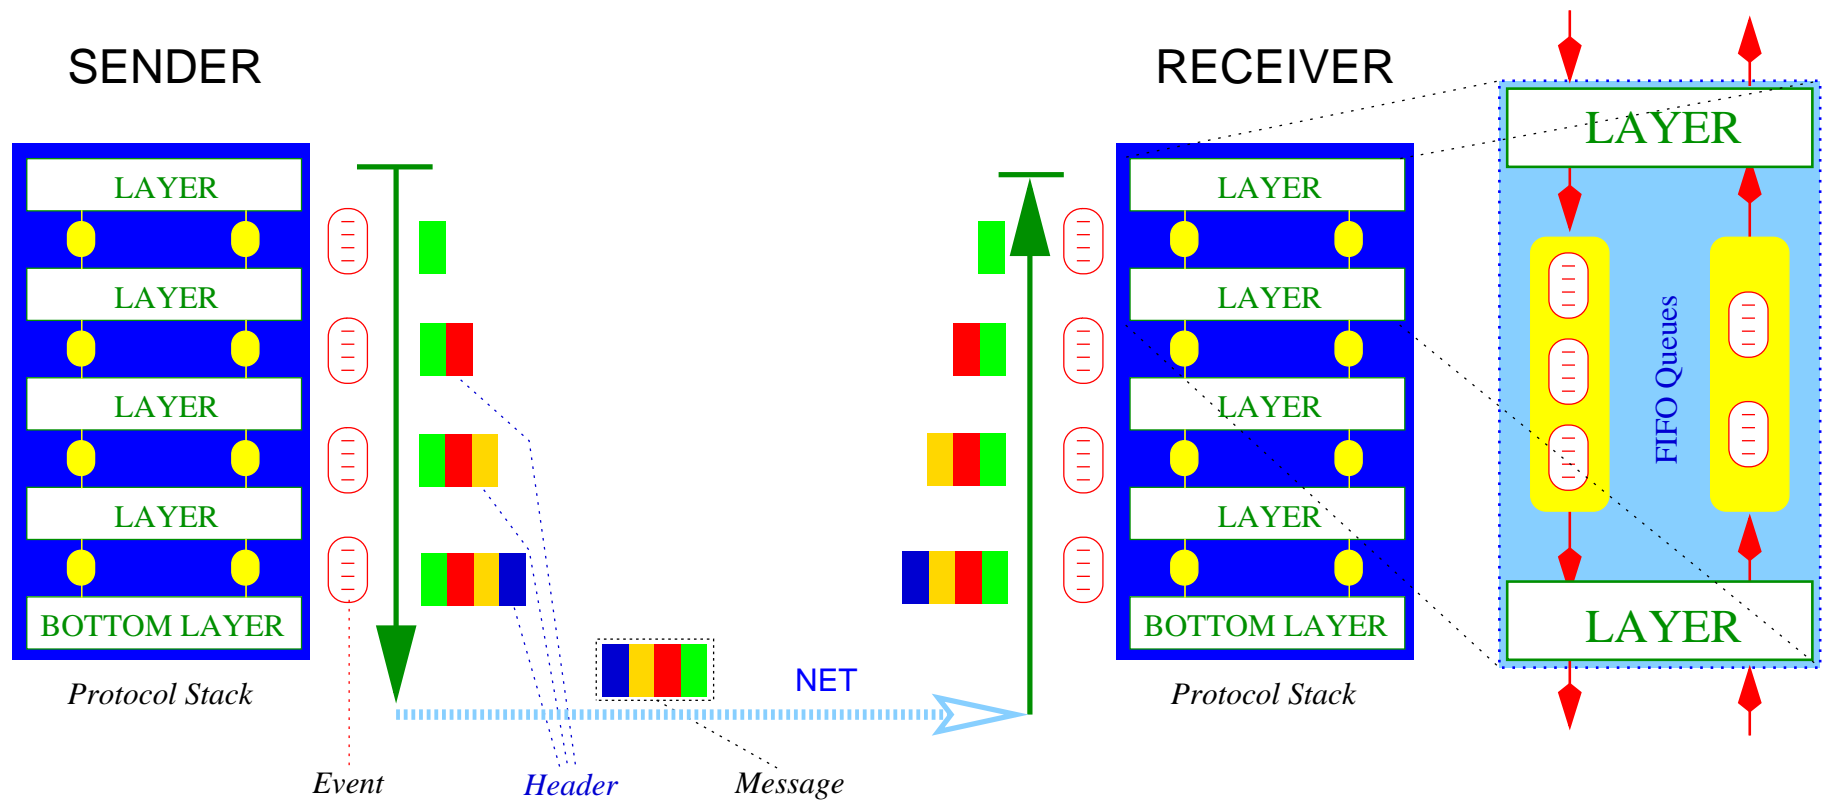 SENDER
LAYER
LAYER
LAYER
LAYER
BOTTOM LAYER
Protocol Stack
Event
Header
Message
NET
RECEIVER
LAYER
LAYER
LAYER
LAYER
BOTTOM LAYER
Protocol Stack
LAYER
FIFO Queues
LAYER